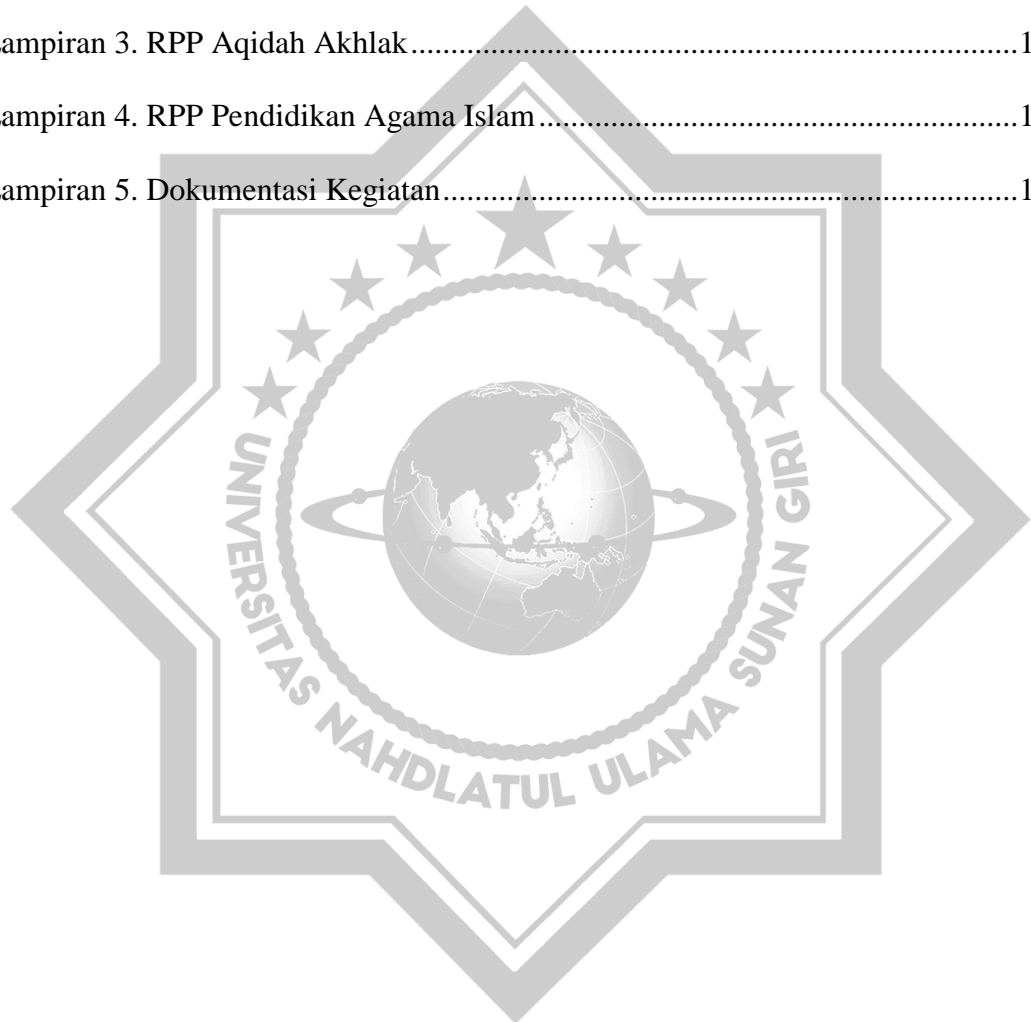 ampiran 3. RPP Aqidah Akhlak............................................................................1
ampiran 4. RPP Pendidikan Agama Islam............................................................1
ampiran 5. Dokumentasi Kegiatan........................................................................1
UNIVERSITAS NAHDLATUL ULAMA SUNAN GIRI